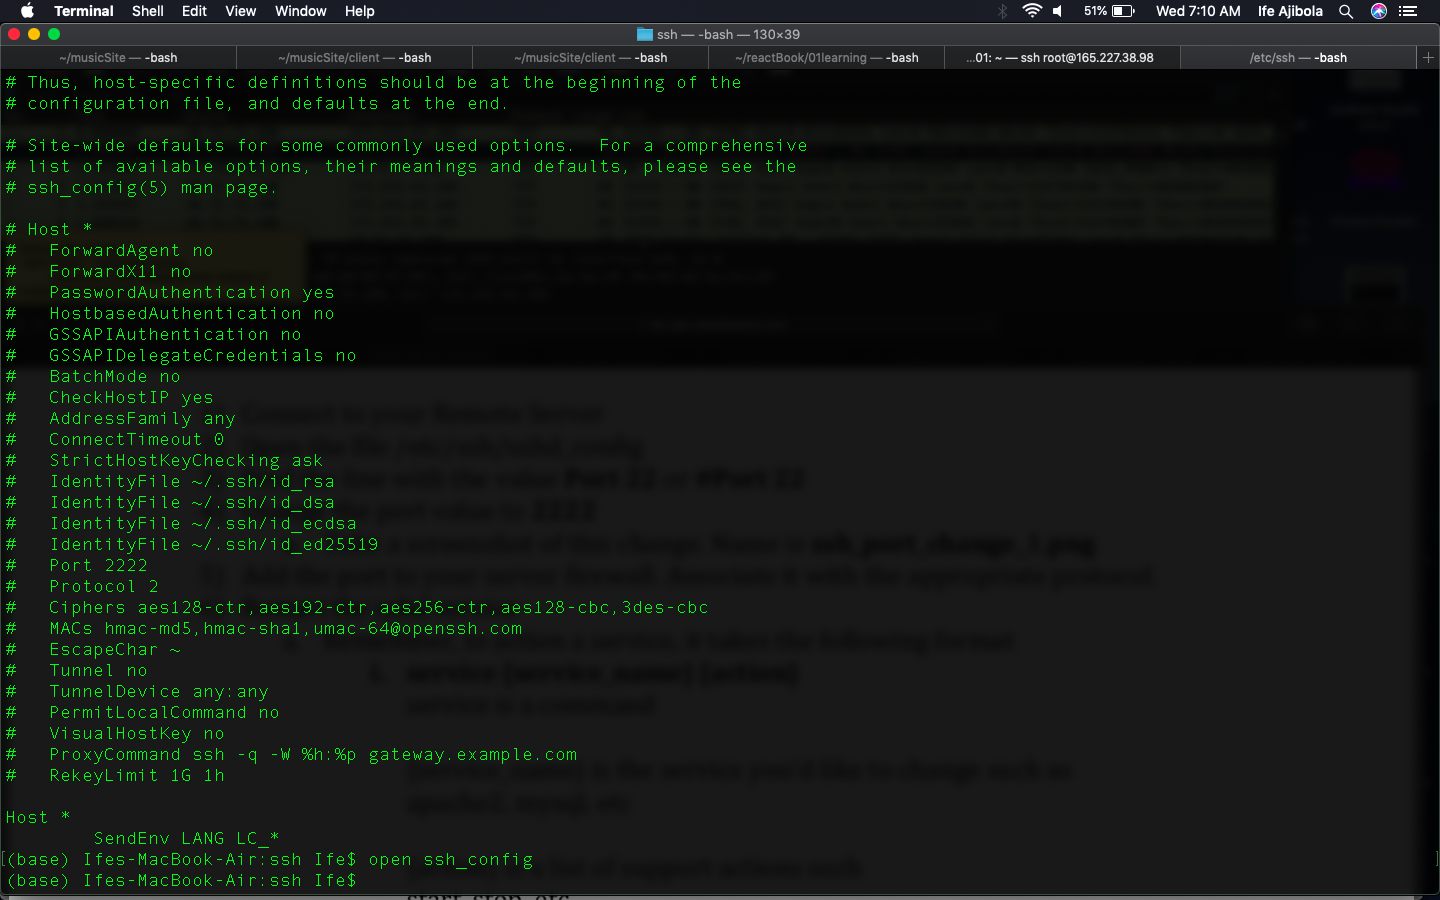 Terminal Shell Edit View Window Help 51% Wed 7:10 AM Ife Ajibola
ssh — -bash — 130×39
~/musicSite — -bash ~/musicSite/client — -bash ~/musicSite/client — -bash ~/reactBook/01learning — -bash ...01: ~ — ssh root@165.227.38.98 /etc/ssh — -bash
# Thus, host-specific definitions should be at the beginning of the
# configuration file, and defaults at the end.
# Site-wide defaults for some commonly used options.  For a comprehensive
# list of available options, their meanings and defaults, please see the
# ssh_config(5) man page.
# Host *
#   ForwardAgent no
#   ForwardX11 no
#   PasswordAuthentication yes
#   HostbasedAuthentication no
#   GSSAPIAuthentication no
#   GSSAPIDelegateCredentials no
#   BatchMode no
#   CheckHostIP yes
#   AddressFamily any
#   ConnectTimeout 0
#   StrictHostKeyChecking ask
#   IdentityFile ~/.ssh/id_rsa
#   IdentityFile ~/.ssh/id_dsa
#   IdentityFile ~/.ssh/id_ecdsa
#   IdentityFile ~/.ssh/id_ed25519
#   Port 2222
#   Protocol 2
#   Ciphers aes128-ctr,aes192-ctr,aes256-ctr,aes128-cbc,3des-cbc
#   MACs hmac-md5,hmac-sha1,umac-64@openssh.com
#   EscapeChar ~
#   Tunnel no
#   TunnelDevice any:any
#   PermitLocalCommand no
#   VisualHostKey no
#   ProxyCommand ssh -q -W %h:%p gateway.example.com
#   RekeyLimit 1G 1h
Host *
        SendEnv LANG LC_*
[(base) Ifes-MacBook-Air:ssh Ife$ open ssh_config ]
(base) Ifes-MacBook-Air:ssh Ife$